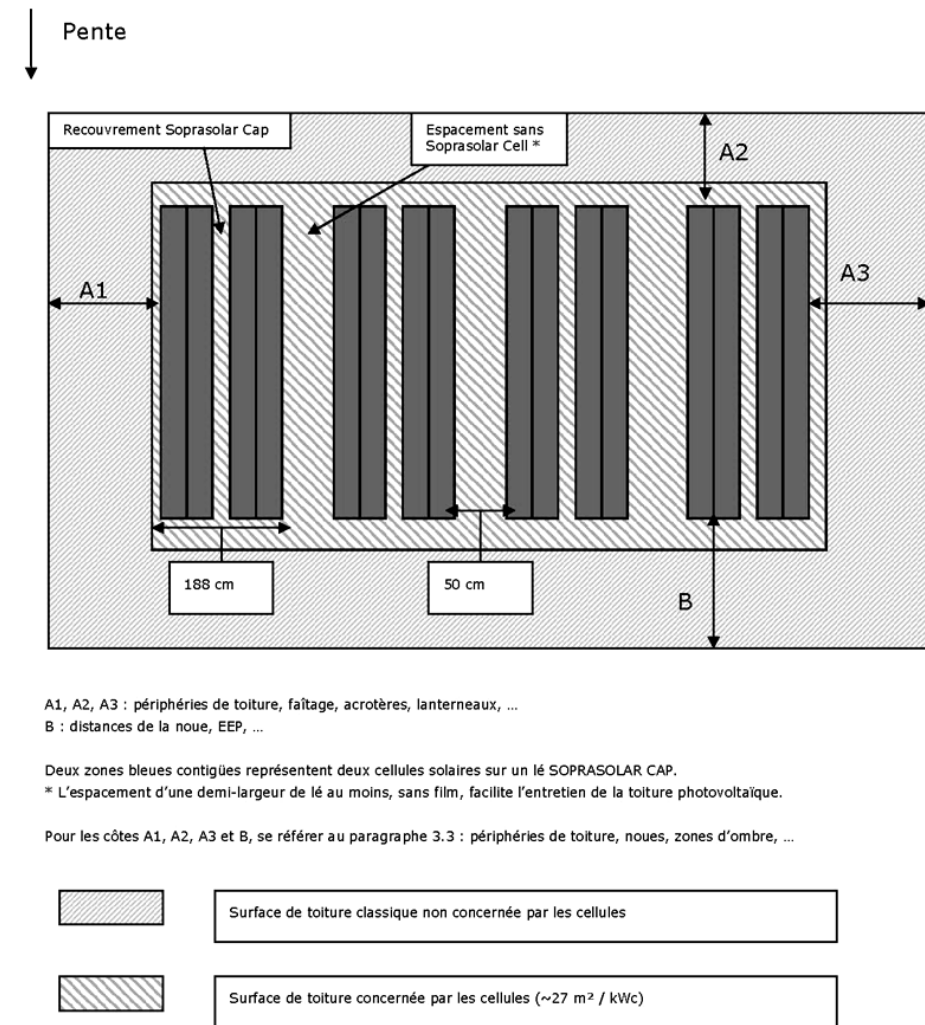 Pente
Recouvrement Soprasolar Cap
Espacement sans
Soprasolar Cell *
A2
A1
A3
188 cm
50 cm
B
A1, A2, A3 : périphéries de toiture, faîtage, acrotères, lanterneaux, ...
B : distances de la noue, EEP, ...
Deux zones bleues contigües représentent deux cellules solaires sur un lé SOPRASOLAR CAP.
* L'espacement d'une demi-largeur de lé au moins, sans film, facilite l'entretien de la toiture photovoltaïque.
Pour les côtes A1, A2, A3 et B, se référer au paragraphe 3.3 : périphéries de toiture, noues, zones d'ombre, ...
Surface de toiture classique non concernée par les cellules
Surface de toiture concernée par les cellules (~27 m² / kWc)